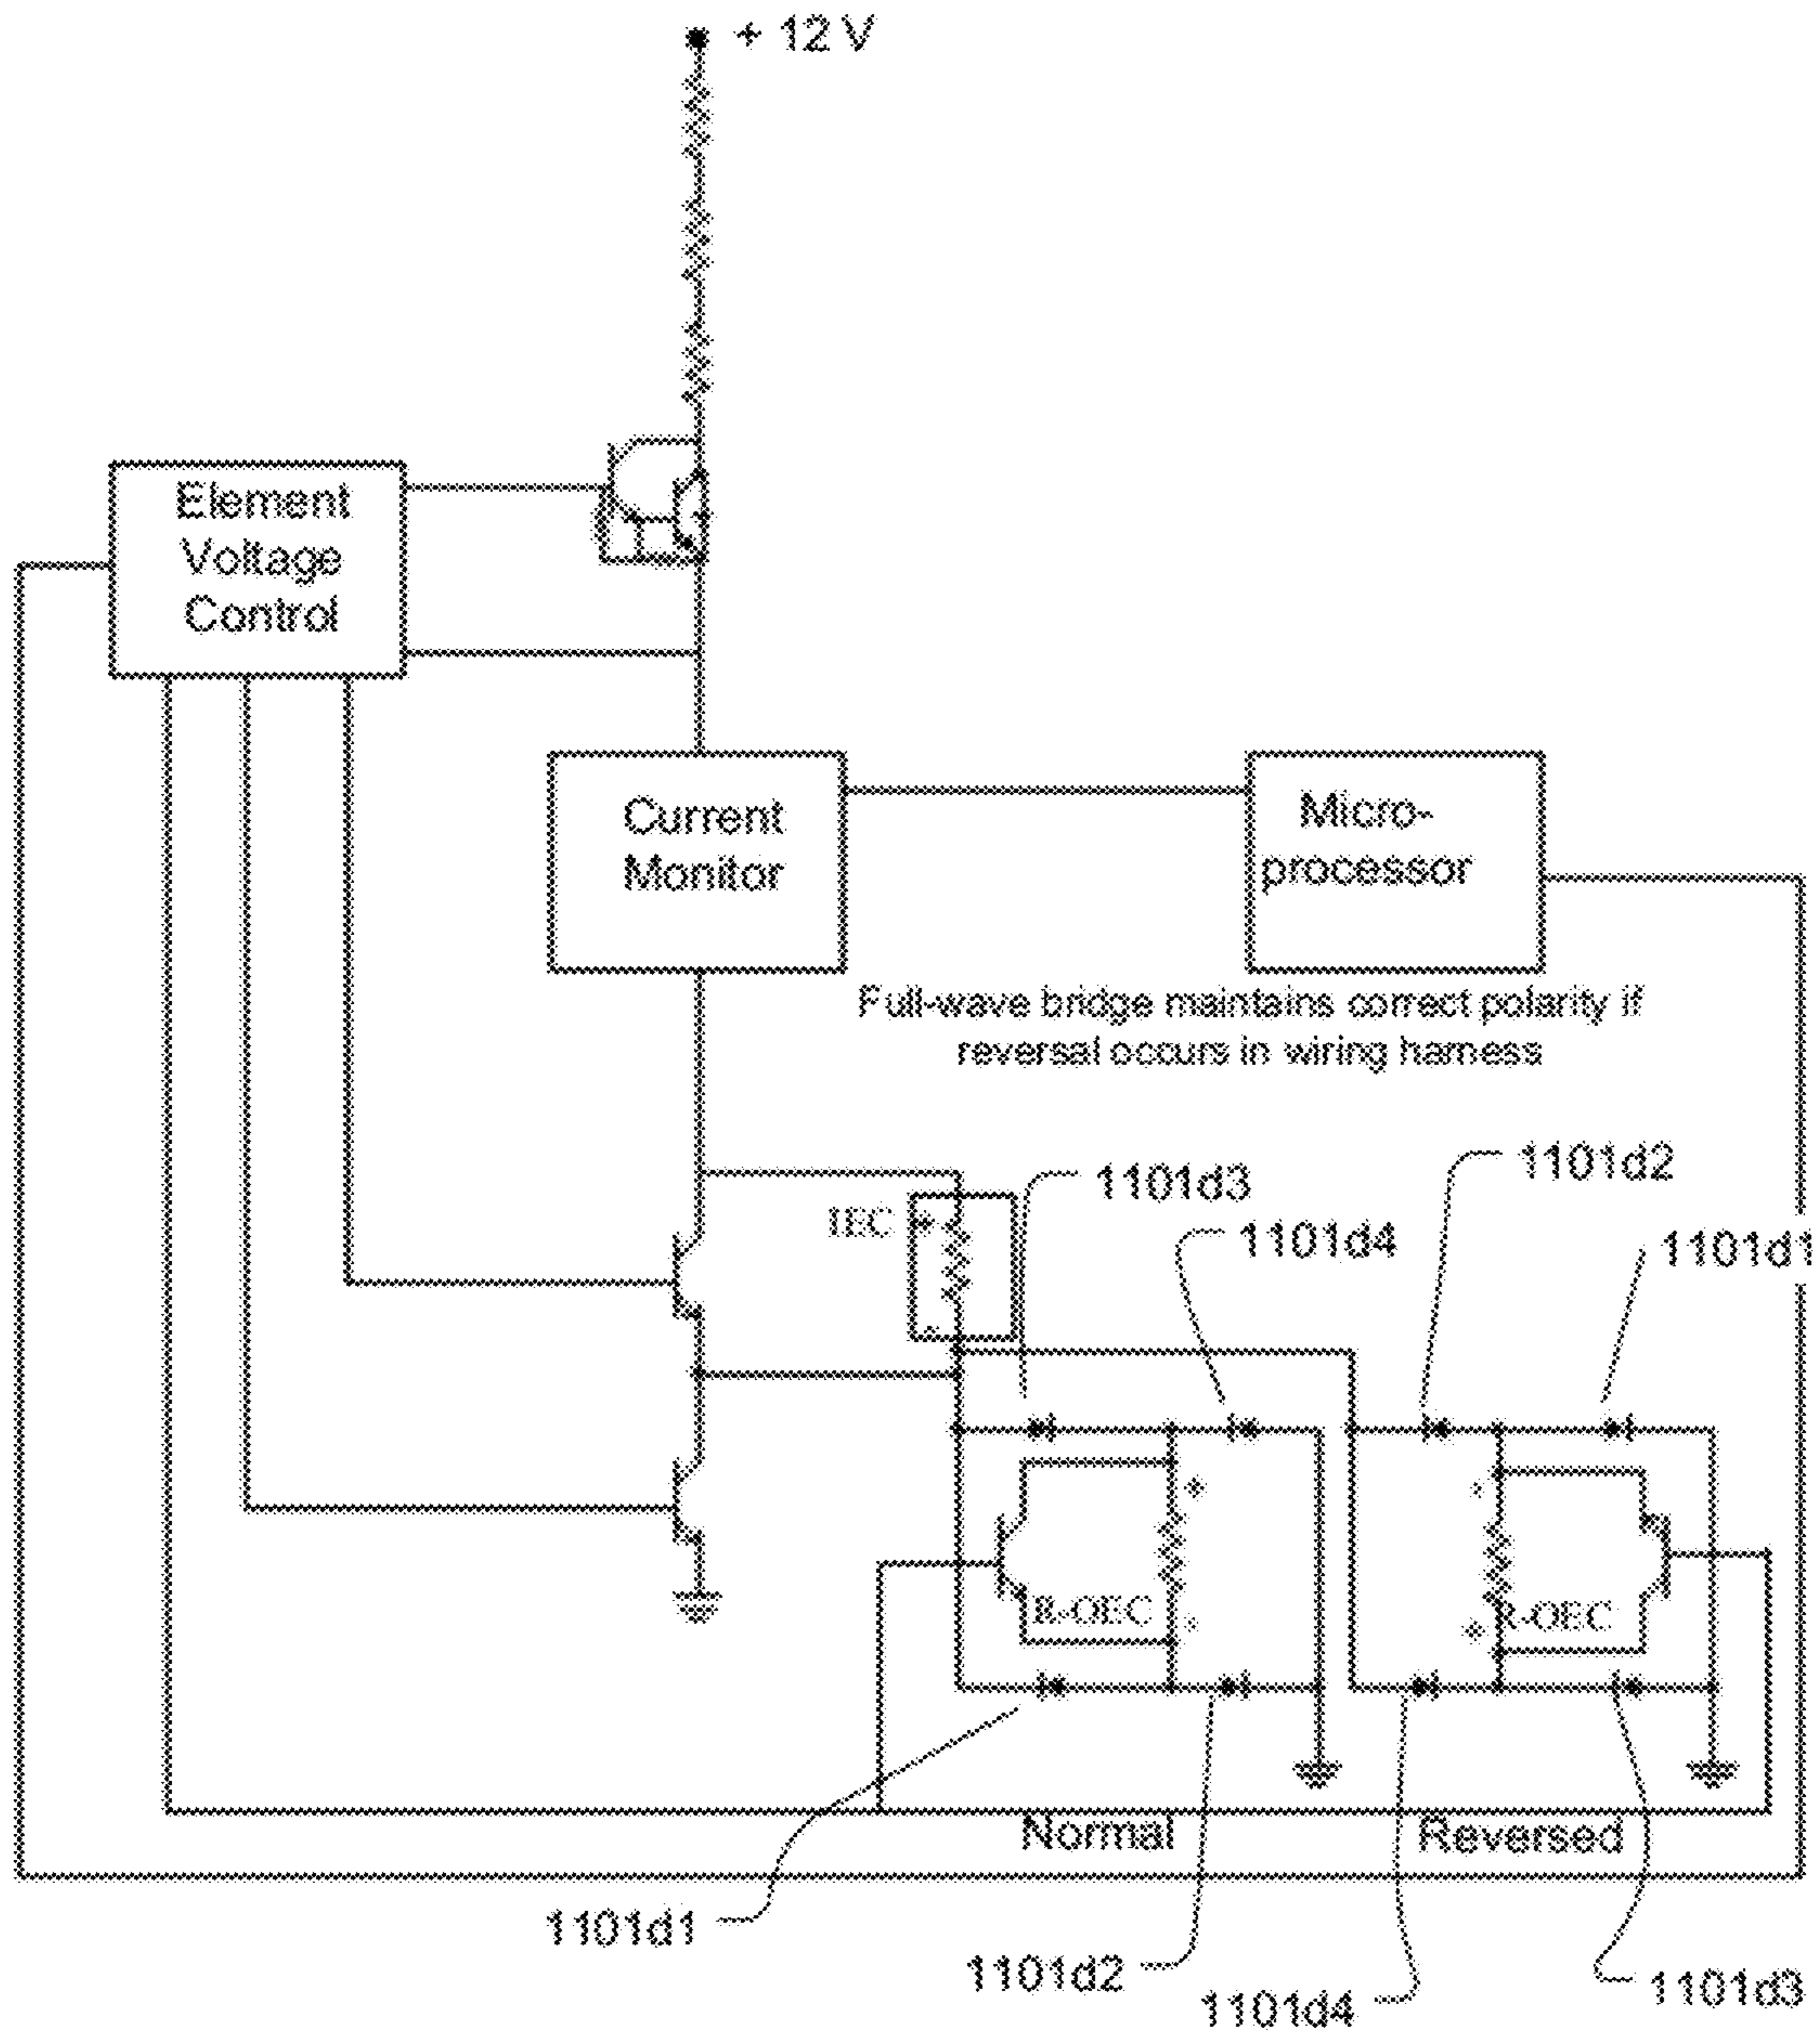 + 12 V
Element
Voltage
Control
Current
Monitor
Micro-
processor
Full-wave bridge maintains correct polarity if
reversal occurs in wiring harness
1101d3
1101d2
1101d4
1101d1
IEC +
-
+
-
-
+
R-OEC
R-OEC
Normal
Reversed
1101d1
1101d2
1101d4
1101d3